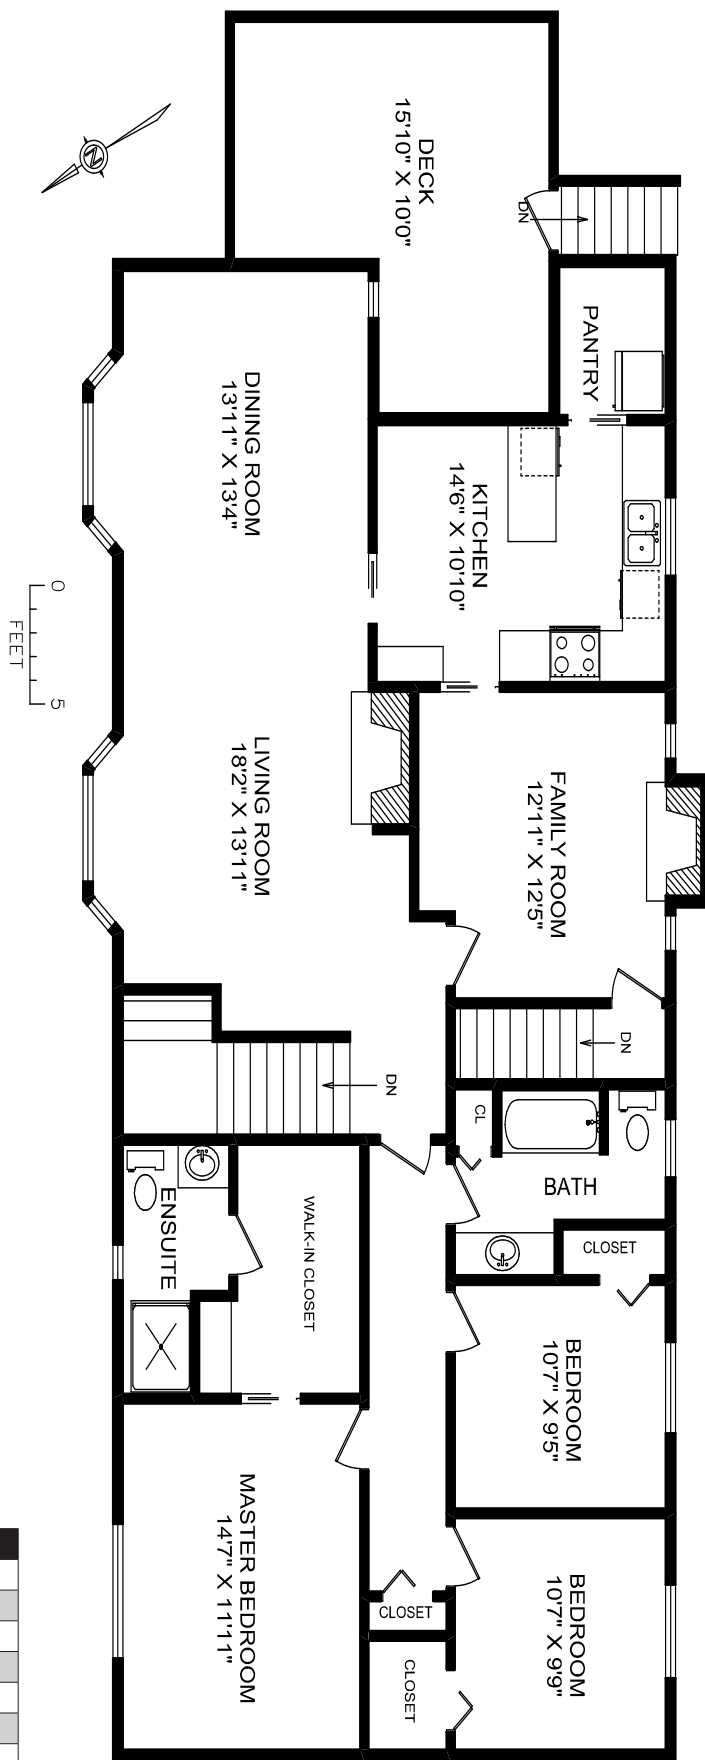 DECK
15'10" X 10'0"
DN
PANTRY
N
DINING ROOM
13'11" X 13'4"
KITCHEN
14'6" X 10'10"
0
5
FEET
LIVING ROOM
18'2" X 13'11"
FAMILY ROOM
12'11" X 12'5"
DN
DN
CL
BATH
ENSUITE
WALK-IN CLOSET
CLOSET
BEDROOM
10'7" X 9'5"
MASTER BEDROOM
14'7" X 11'11"
BEDROOM
10'7" X 9'9"
CLOSET
CLOSET